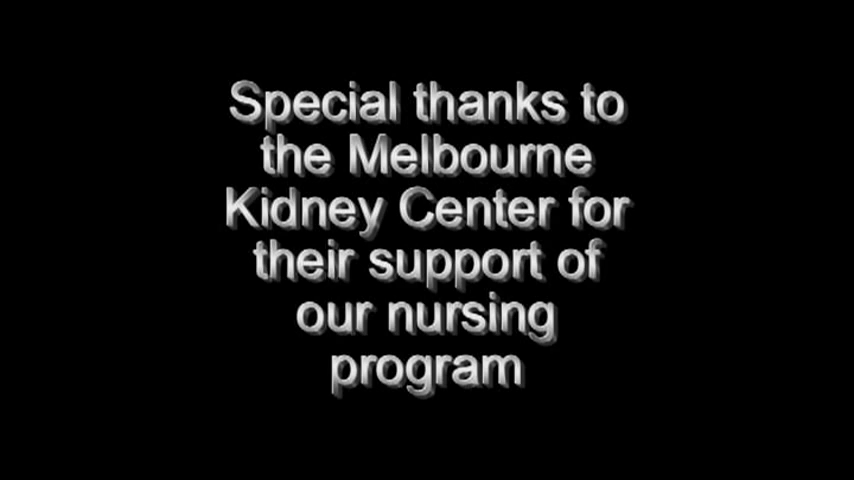 Special thanks to
the Melbourne
Kidney Center for
their support of
our nursing
program